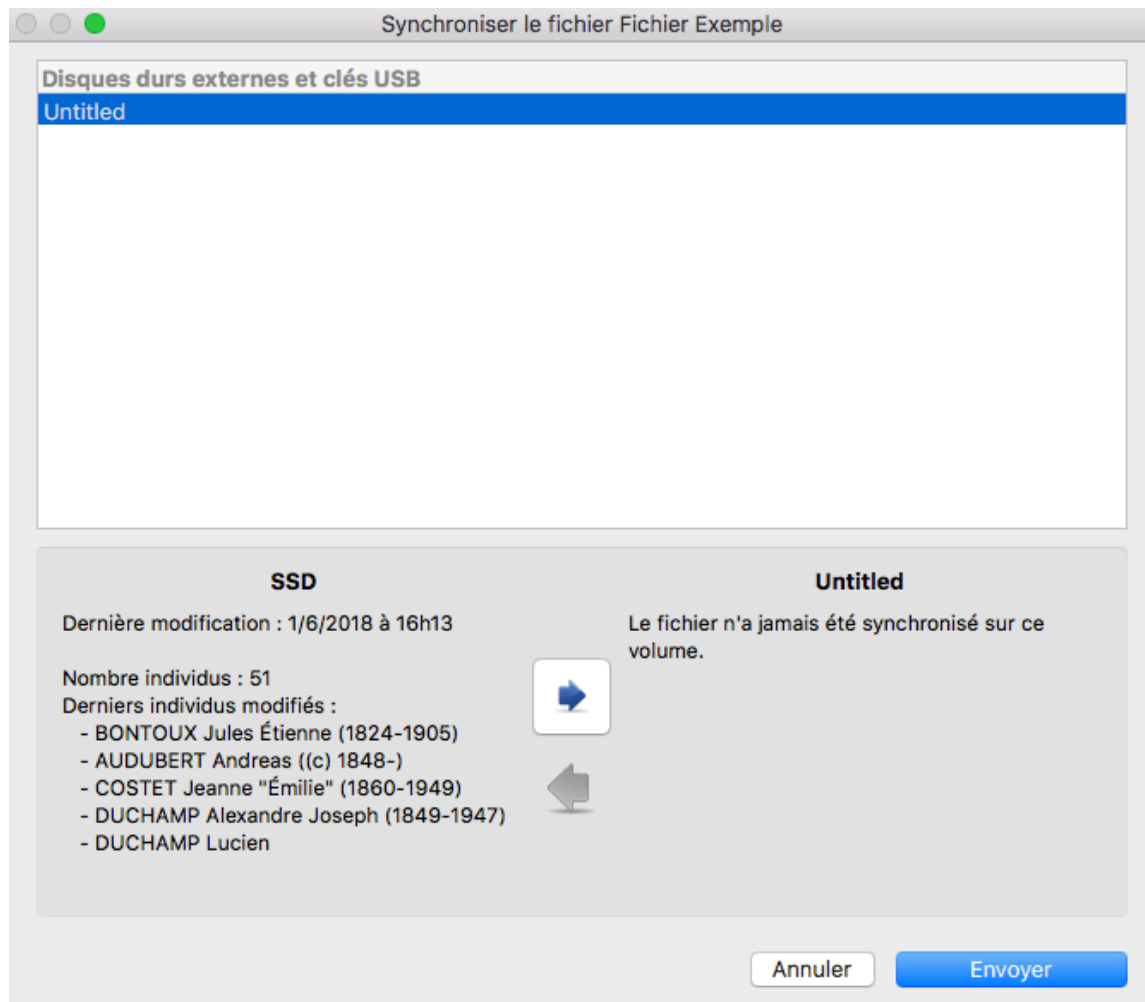 Synchroniser le fichier Fichier Exemple
Disques durs externes et clés USB
Untitled
SSD
Dernière modification : 1/6/2018 à 16h13
Nombre individus : 51
Derniers individus modifiés :
- BONTOUX Jules Étienne (1824-1905)
- AUDUBERT Andreas ((c) 1848-)
- COSTET Jeanne "Émilie" (1860-1949)
- DUCHAMP Alexandre Joseph (1849-1947)
- DUCHAMP Lucien
Untitled
Le fichier n'a jamais été synchronisé sur ce
volume.
Annuler
Envoyer